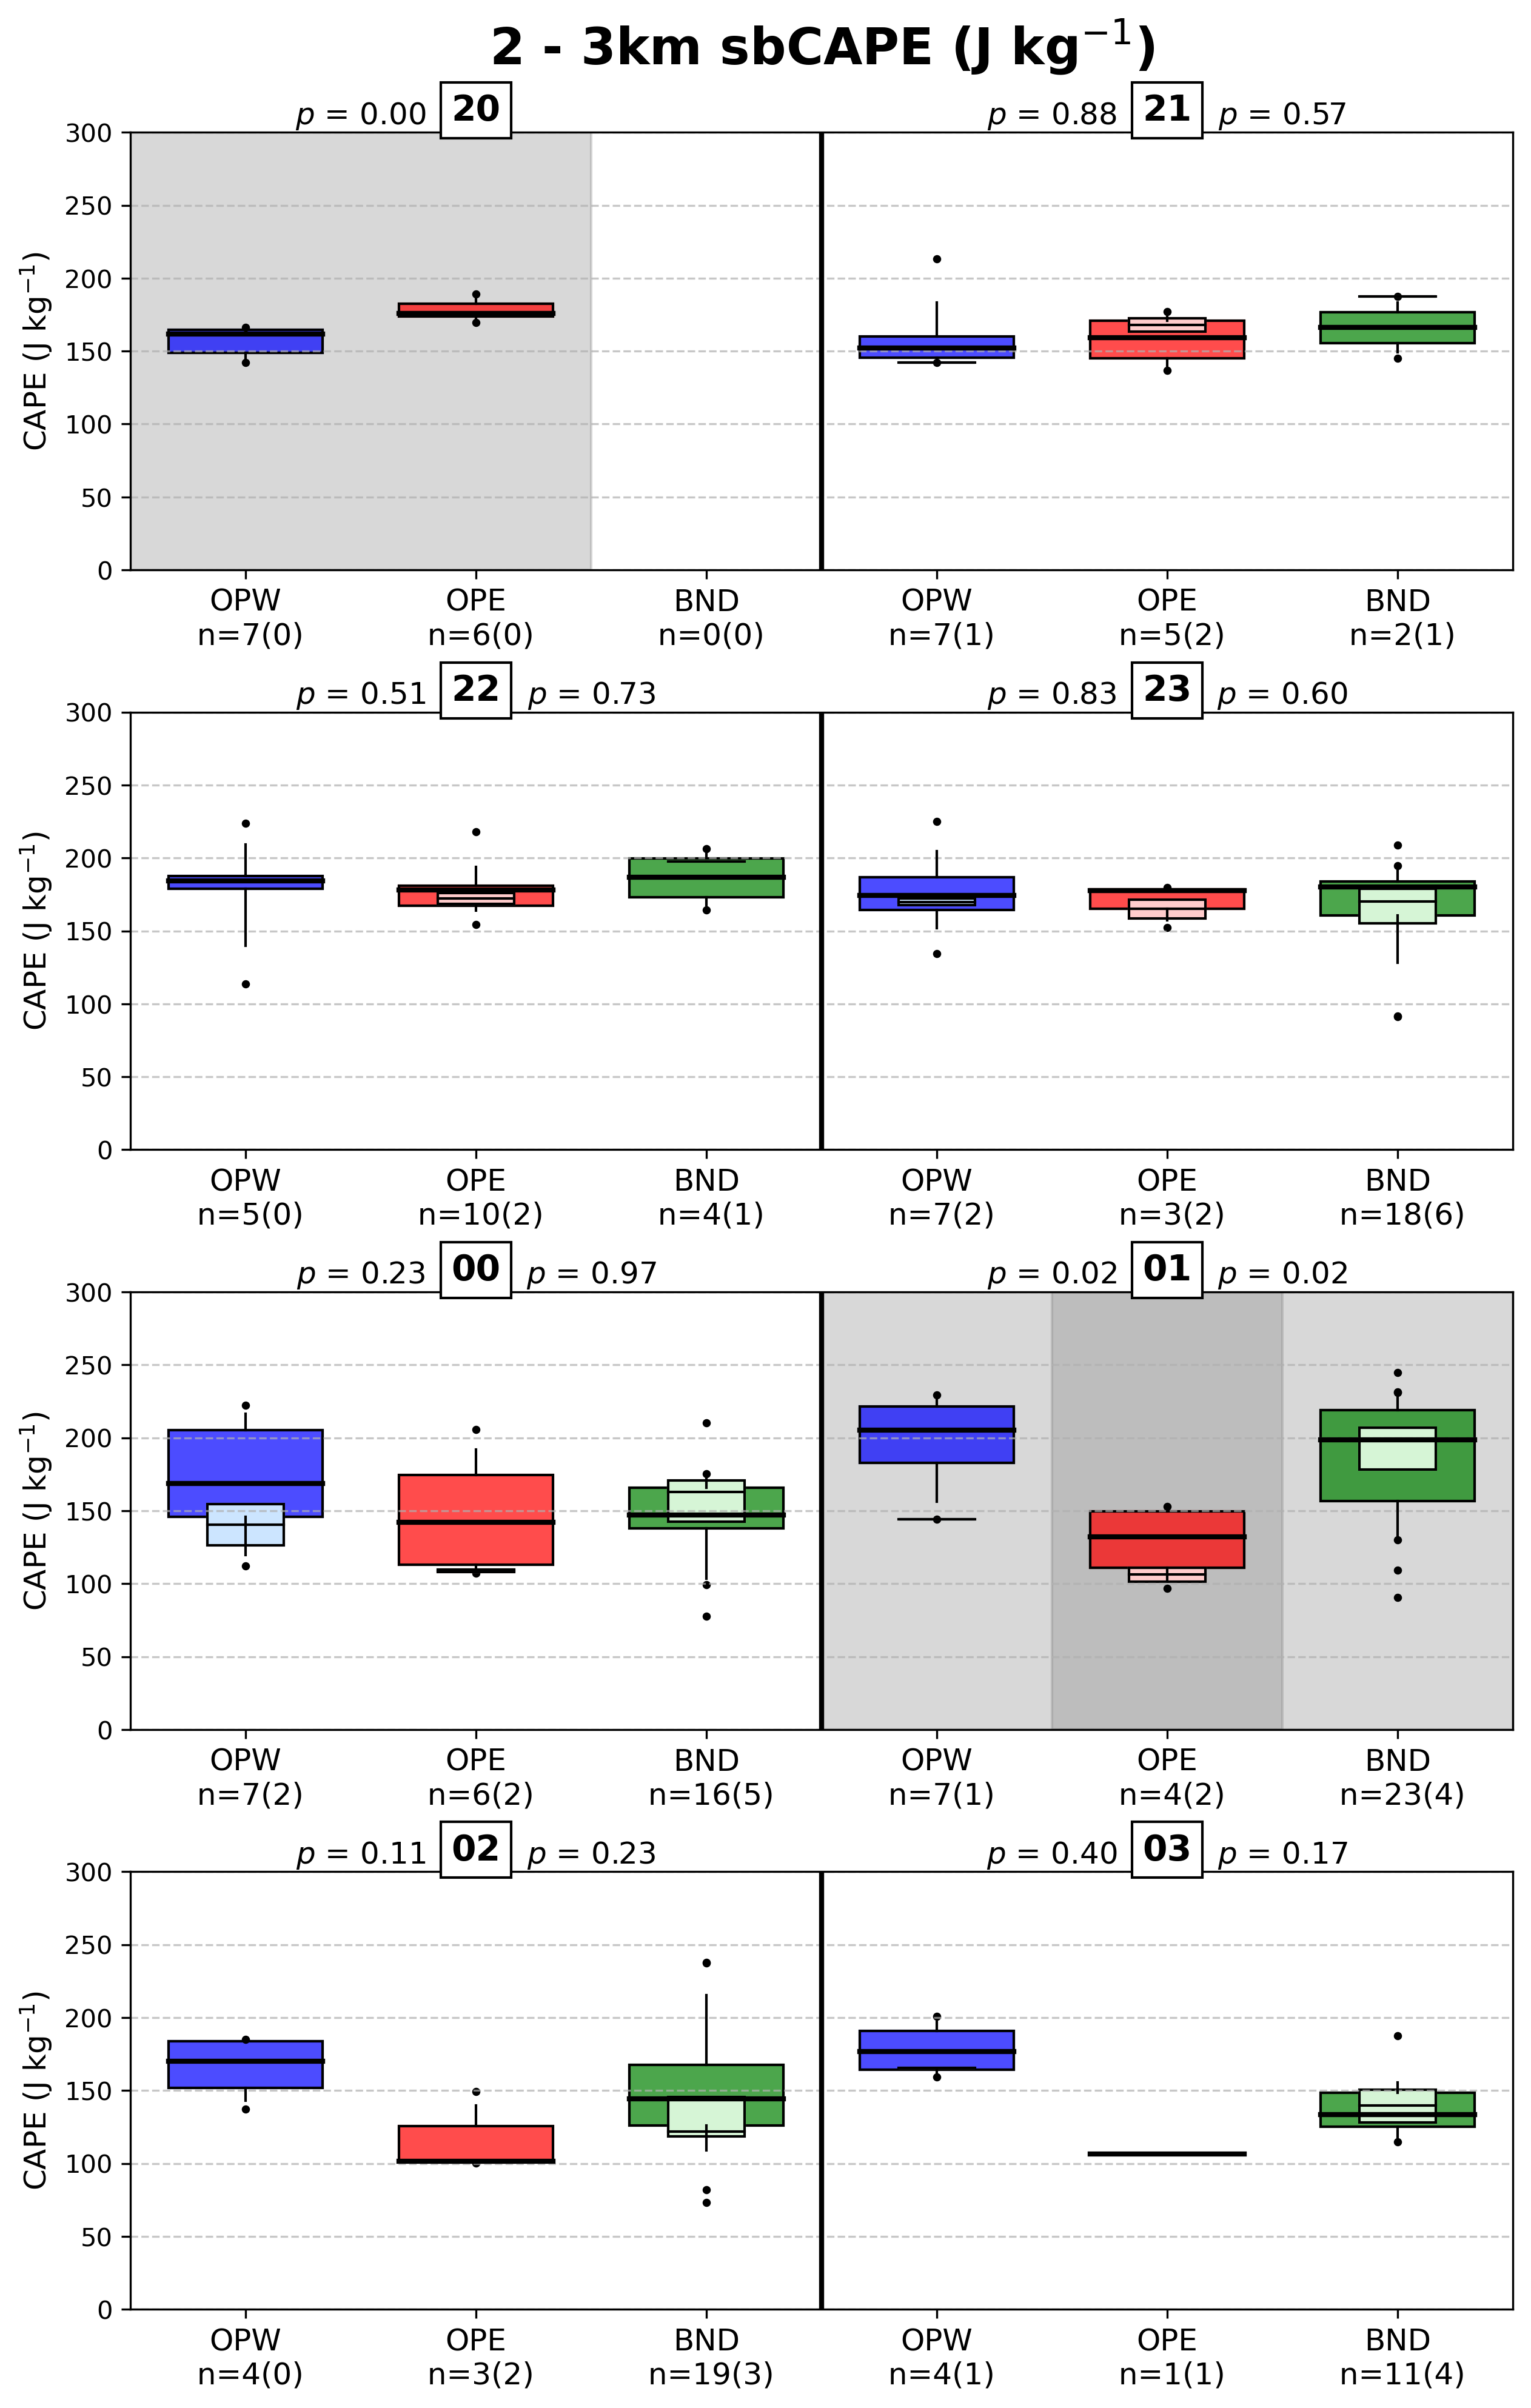 2 - 3km sbCAPE (J kg⁻¹)
p = 0.00 20
p = 0.88 21 p = 0.57
CAPE (J kg⁻¹)
300
250
200
150
100
50
0
OPW OPE BND OPW OPE BND
n=7(0) n=6(0) n=0(0) n=7(1) n=5(2) n=2(1)
p = 0.51 22 p = 0.73
p = 0.83 23 p = 0.60
CAPE (J kg⁻¹)
300
250
200
150
100
50
0
OPW OPE BND OPW OPE BND
n=5(0) n=10(2) n=4(1) n=7(2) n=3(2) n=18(6)
p = 0.23 00 p = 0.97
p = 0.02 01 p = 0.02
CAPE (J kg⁻¹)
300
250
200
150
100
50
0
OPW OPE BND OPW OPE BND
n=7(2) n=6(2) n=16(5) n=7(1) n=4(2) n=23(4)
p = 0.11 02 p = 0.23
p = 0.40 03 p = 0.17
CAPE (J kg⁻¹)
300
250
200
150
100
50
0
OPW OPE BND OPW OPE BND
n=4(0) n=3(2) n=19(3) n=4(1) n=1(1) n=11(4)